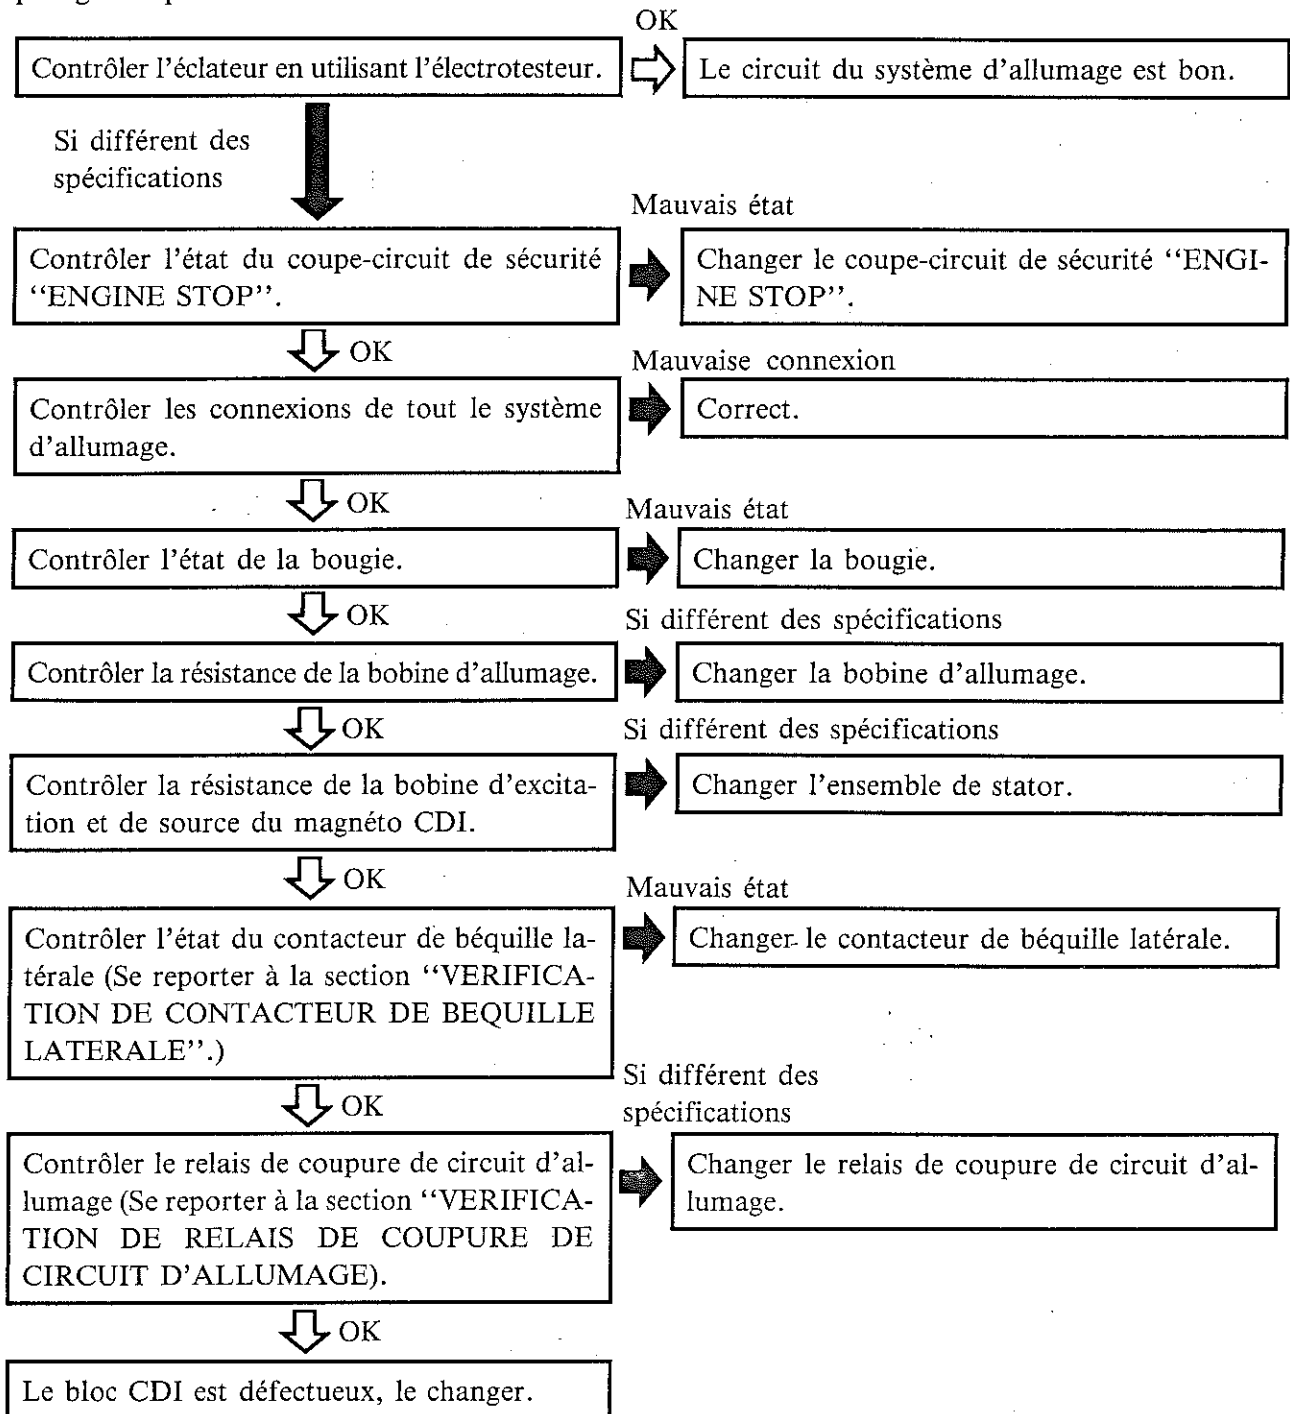 OK
Contrôler l'éclateur en utilisant l'électrotesteur.
Le circuit du système d'allumage est bon.
Si différent des
spécifications
Mauvais état
Contrôler l'état du coupe-circuit de sécurité
‘‘ENGINE STOP’’.
Changer le coupe-circuit de sécurité ‘‘ENGI-
NE STOP’’.
OK
Mauvaise connexion
Contrôler les connexions de tout le système
d'allumage.
Correct.
OK
Mauvais état
Contrôler l'état de la bougie.
Changer la bougie.
OK
Si différent des spécifications
Contrôler la résistance de la bobine d'allumage.
Changer la bobine d'allumage.
OK
Si différent des spécifications
Contrôler la résistance de la bobine d'excita-
tion et de source du magnéto CDI.
Changer l'ensemble de stator.
OK
Mauvais état
Contrôler l'état du contacteur de béquille la-
térale (Se reporter à la section ‘‘VERIFICA-
TION DE CONTACTEUR DE BEQUILLE
LATERALE’’.)
Changer le contacteur de béquille latérale.
OK
Si différent des
spécifications
Contrôler le relais de coupure de circuit d'al-
lumage (Se reporter à la section ‘‘VERIFICA-
TION DE RELAIS DE COUPURE DE
CIRCUIT D'ALLUMAGE).
Changer le relais de coupure de circuit d'al-
lumage.
OK
Le bloc CDI est défectueux, le changer.